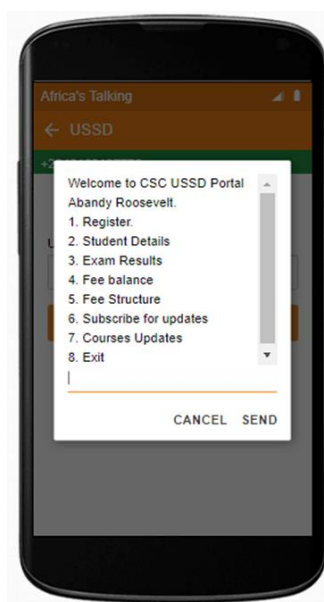 Africa's Talking
← USSD
Welcome to CSC USSD Portal
Abandy Roosevelt.
1. Register.
2. Student Details
3. Exam Results
4. Fee balance
5. Fee Structure
6. Subscribe for updates
7. Courses Updates
8. Exit
CANCEL SEND